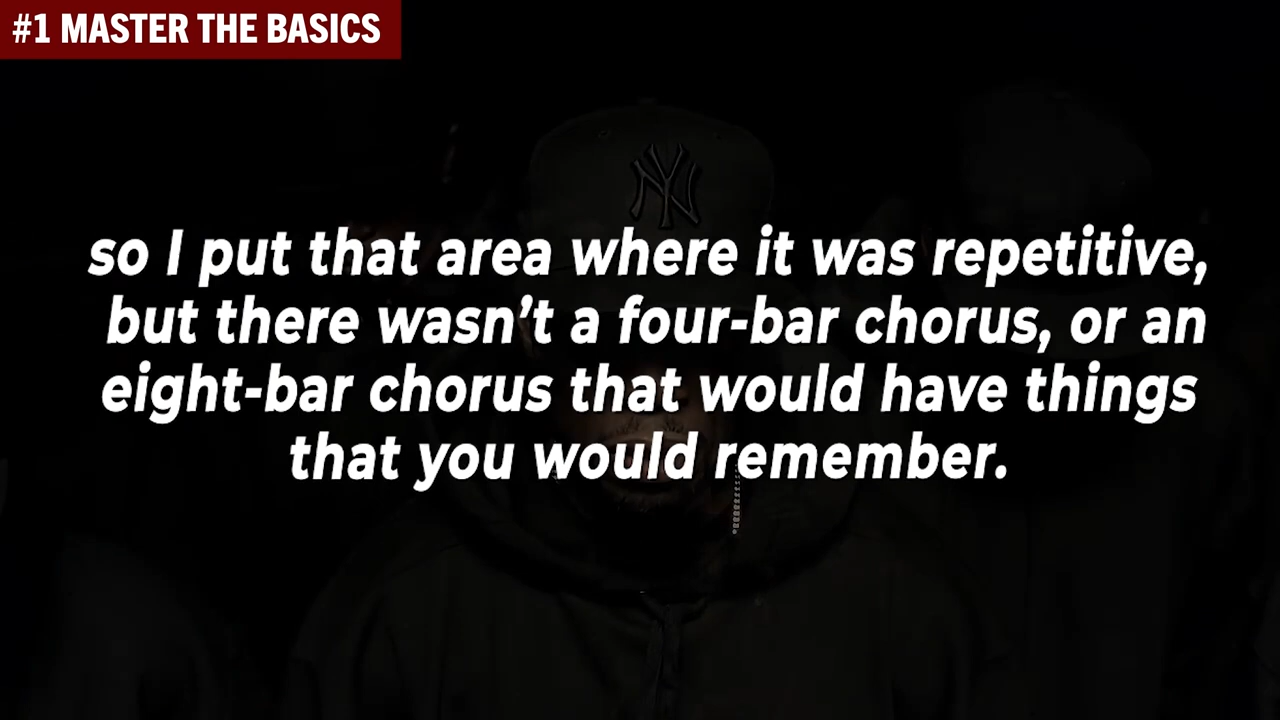 #1 MASTER THE BASICS
NY
so I put that area where it was repetitive,
but there wasn't a four-bar chorus, or an
eight-bar chorus that would have things
that you would remember.